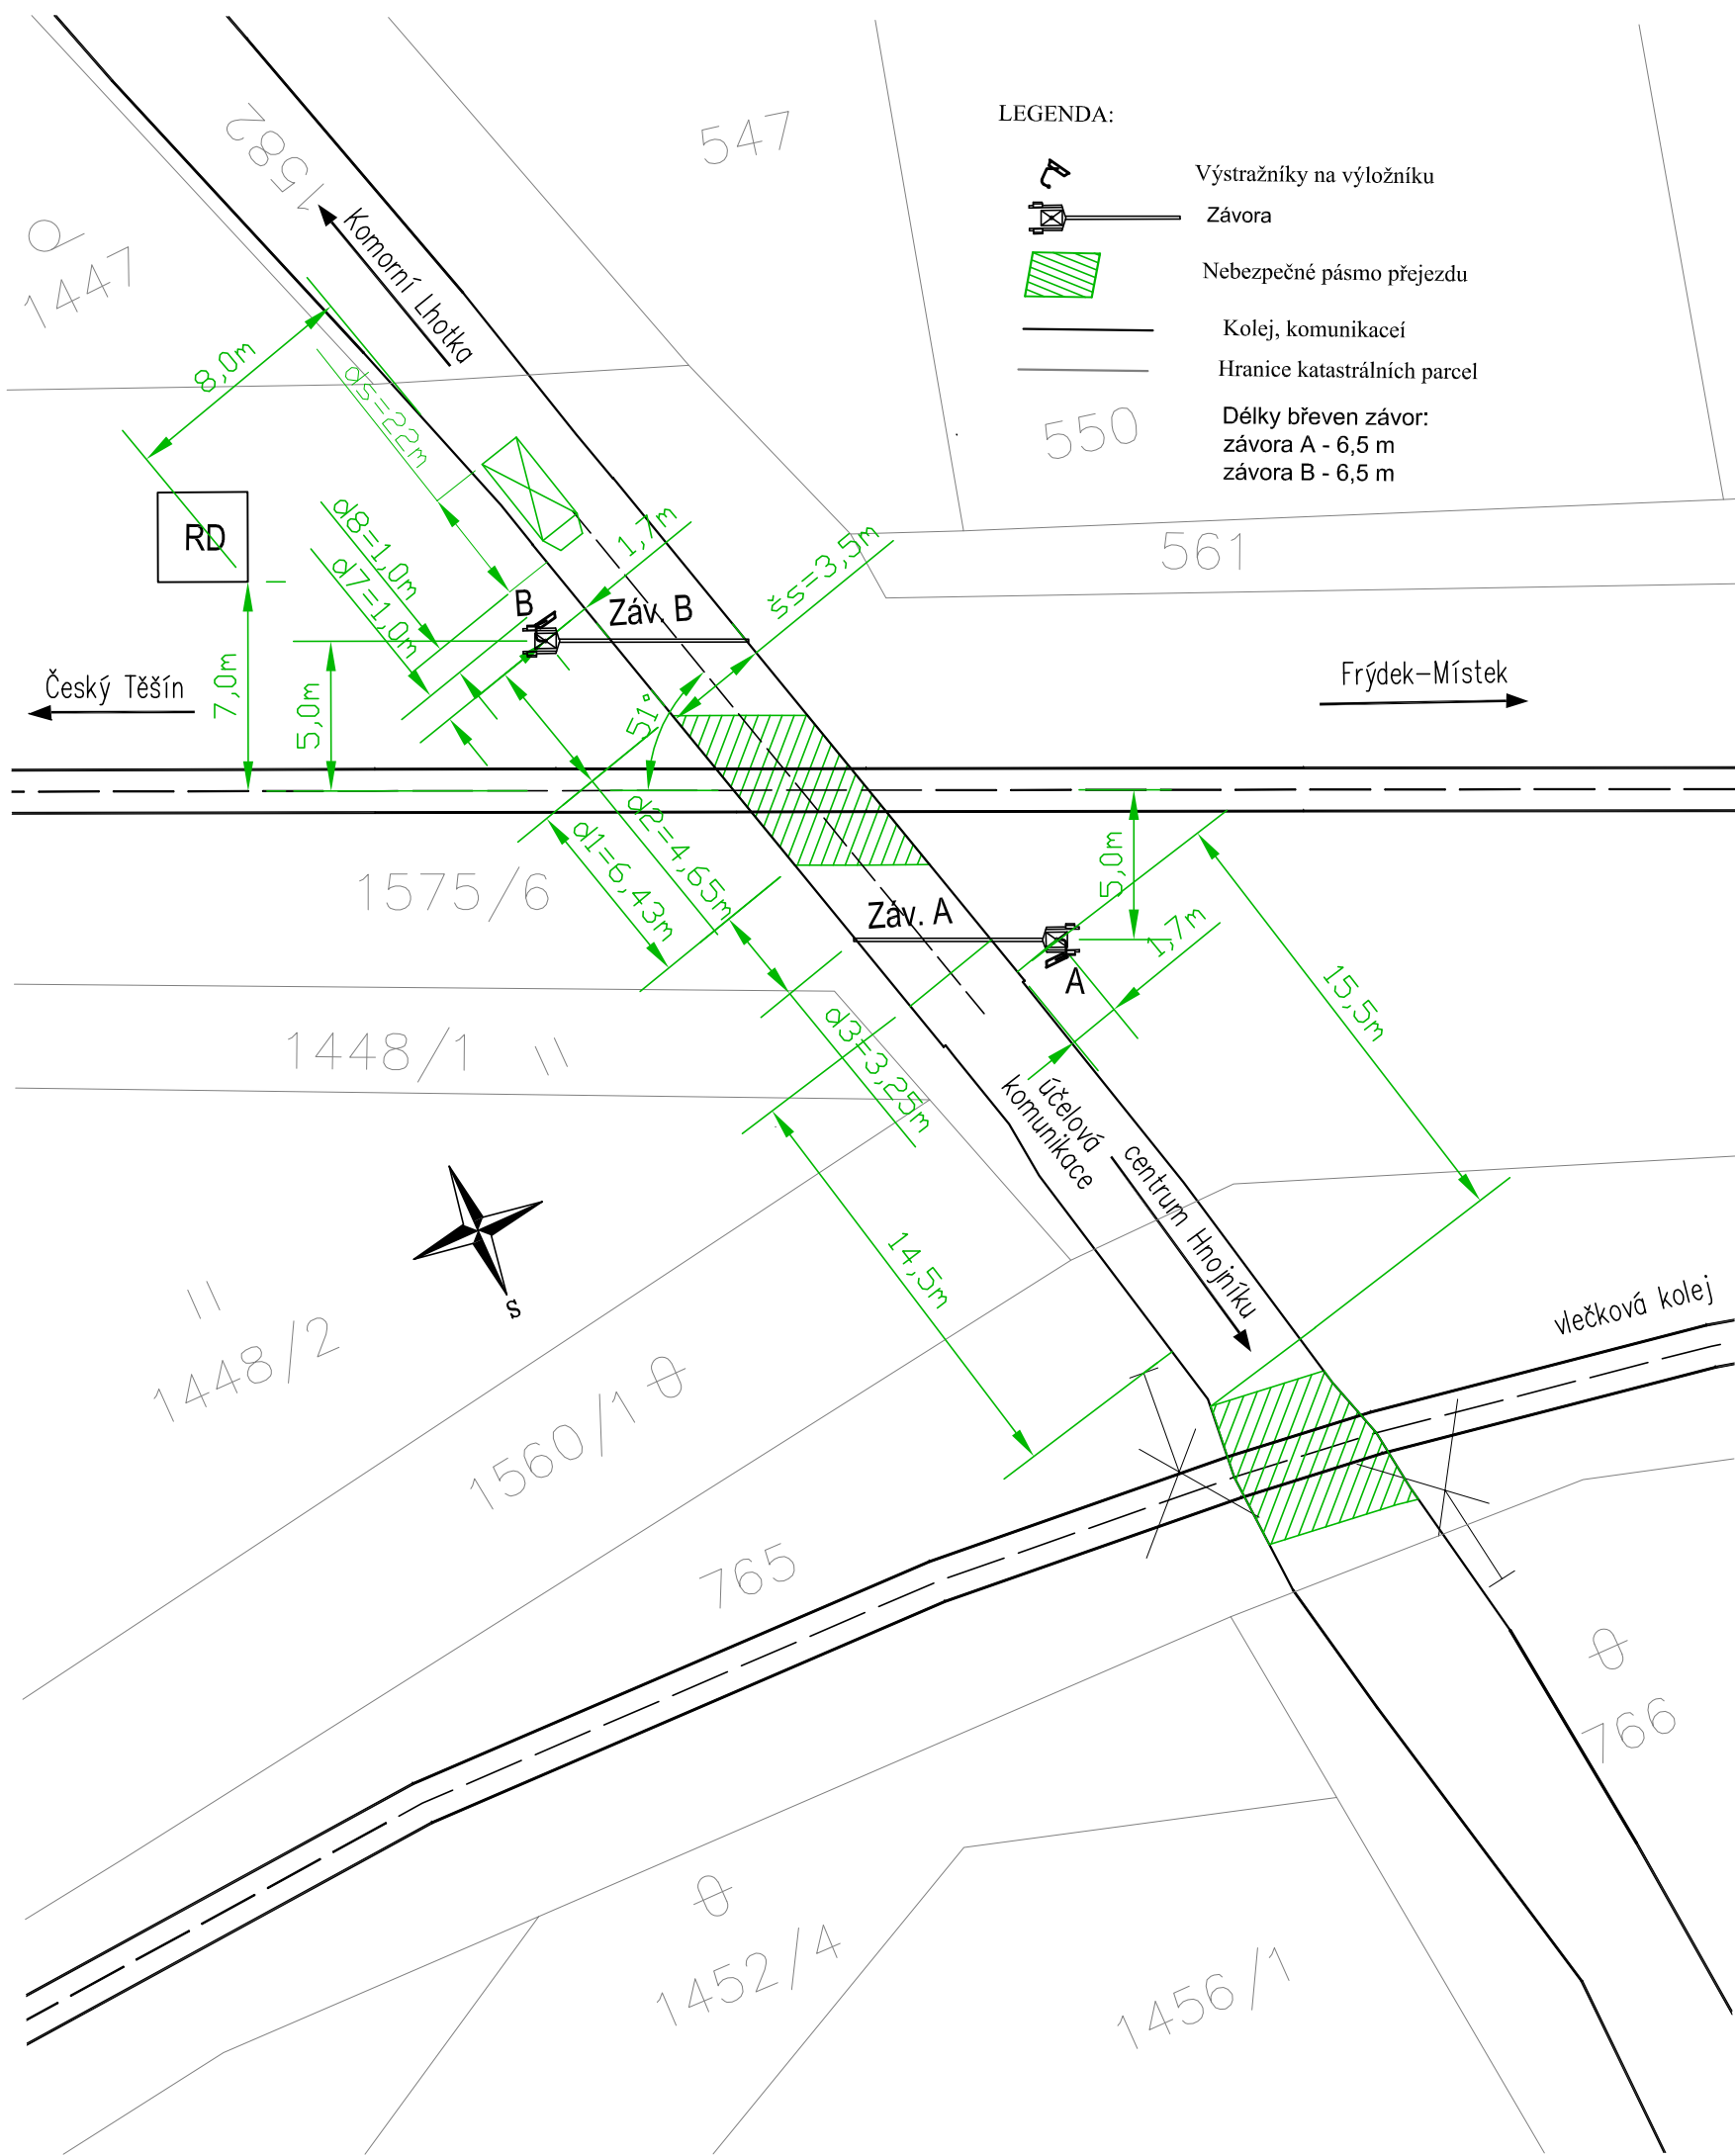 LEGENDA:
Výstražníky na výložníku
Závora
Nebezpečné pásmo přejezdu
Kolej, komunikaceí
Hranice katastrálních parcel
Délky břeven závor:
závora A - 6,5 m
závora B - 6,5 m
547
1582
1447
Komorní Lhotka
8,0m
ds=22m
550
561
RD
d8=1,0m
d7=1,0m
1,7m
šs=3,5m
B
Záv. B
Český Těšín
7,0m
5,0m
51°
Frýdek-Místek
d2=4,65m
d1=6,43m
1575/6
5,0m
Záv. A
1,7m
A
15,5m
1448/1
d3=3,25m
účelová
komunikace
centrum Hnojníku
14,5m
S
1448/2
1560/1
vlečková kolej
765
766
1452/4
1456/1